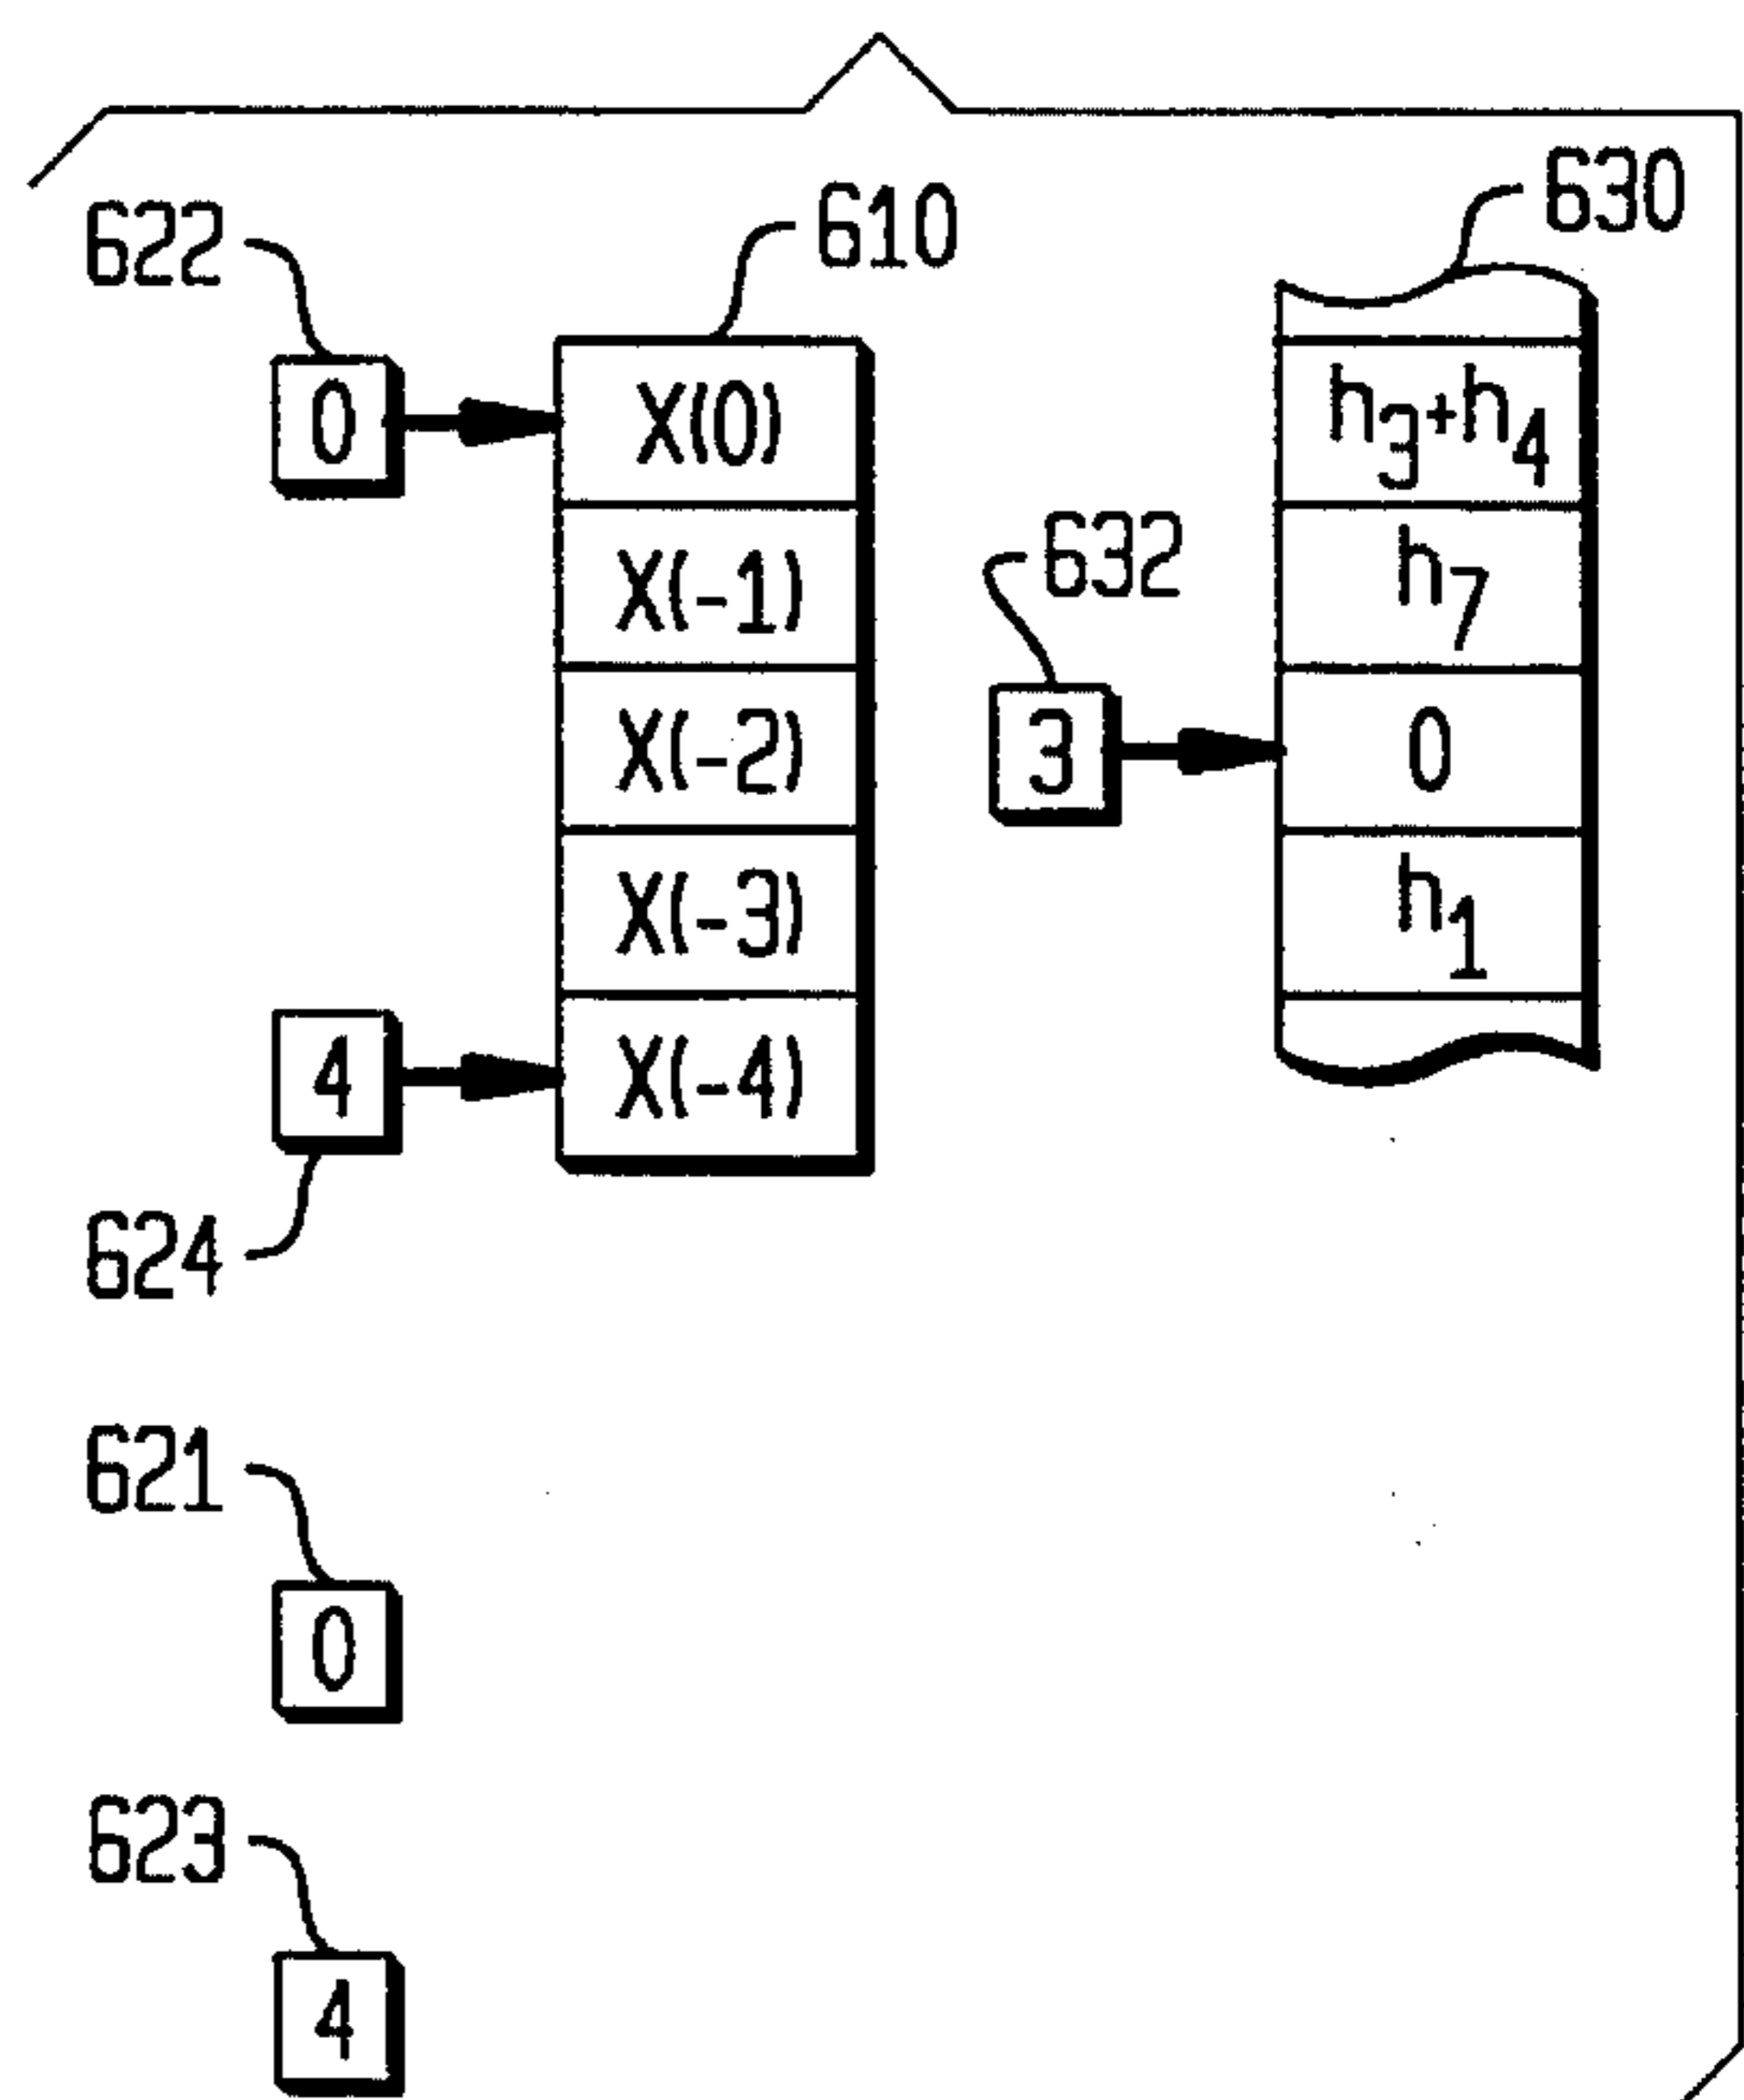 630
622
610
0
X(0)
h3+h4
X(-1)
632
h7
X(-2)
3
0
X(-3)
h1
4
X(-4)
624
621
0
623
4